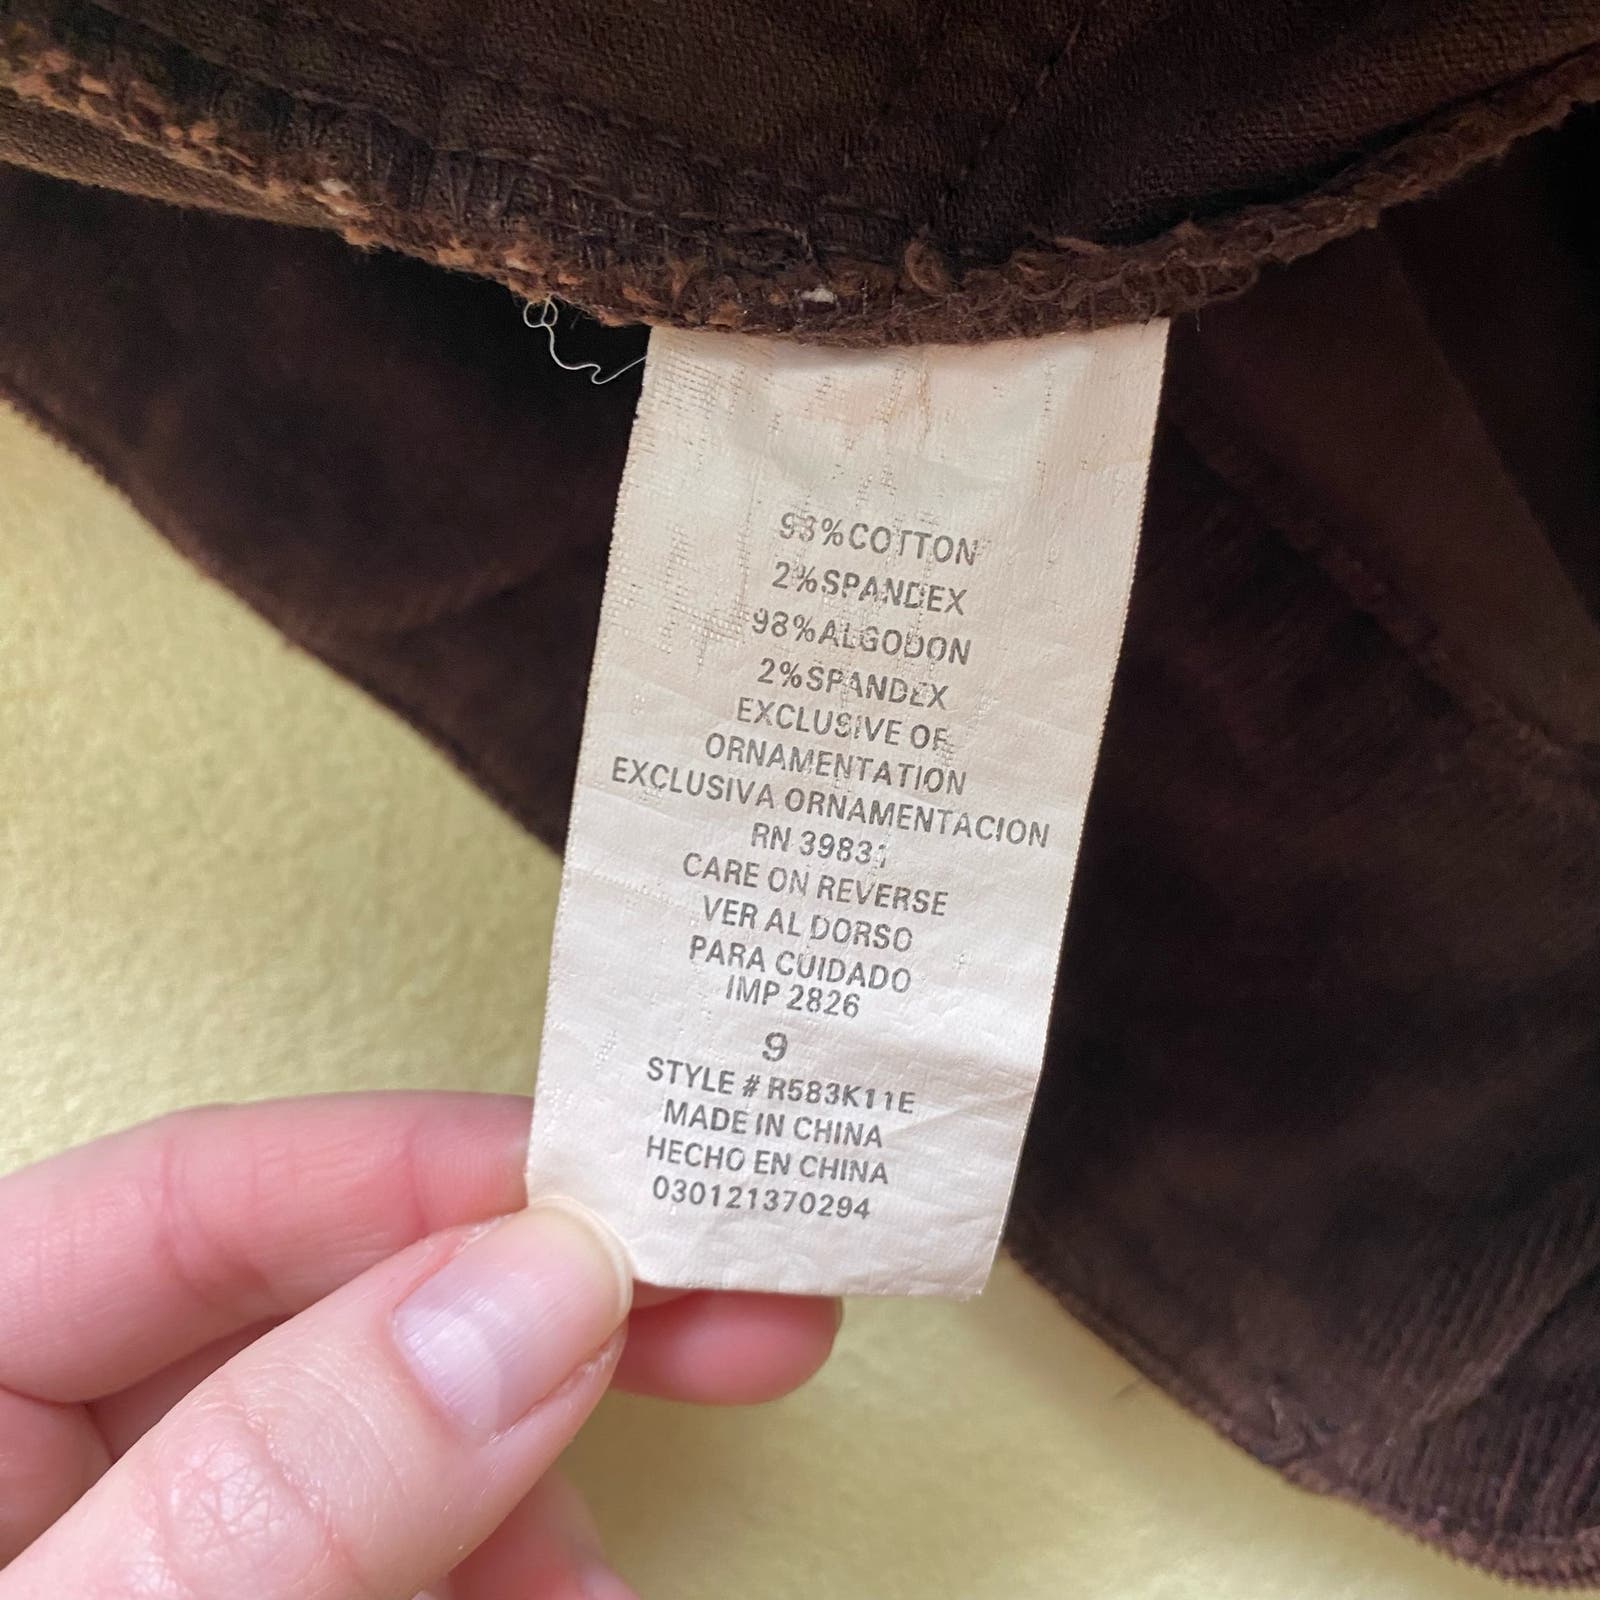 98%COTTON
2%SPANDEX
98%ALGODON
2%SPANDEX
EXCLUSIVE OF
ORNAMENTATION
EXCLUSIVA ORNAMENTACION
RN 39831
CARE ON REVERSE
VER AL DORSO
PARA CUIDADO
IMP 2826
9
STYLE # R583K11E
MADE IN CHINA
HECHO EN CHINA
030121370294